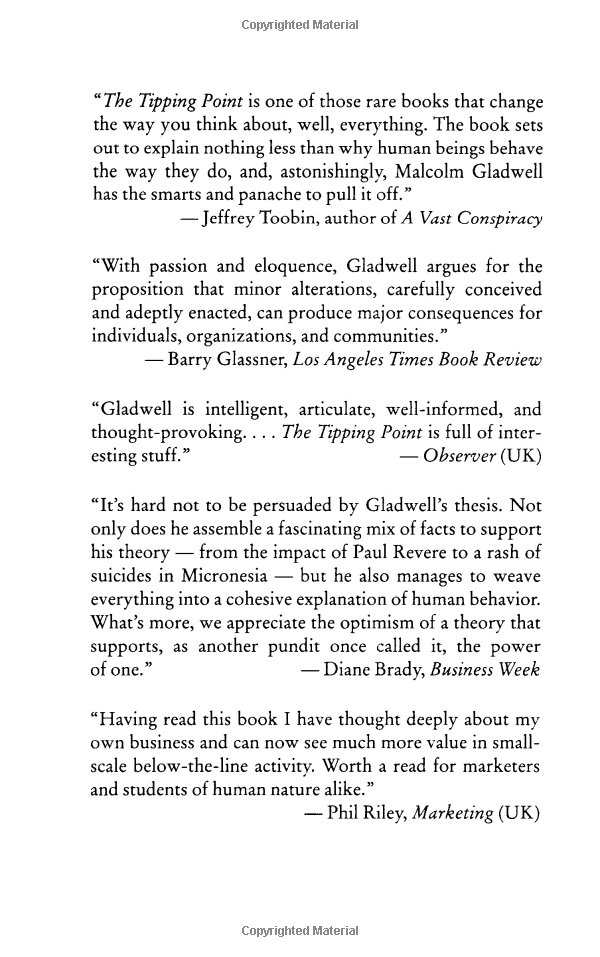 Copyrighted Material
“The Tipping Point is one of those rare books that change
the way you think about, well, everything. The book sets
out to explain nothing less than why human beings behave
the way they do, and, astonishingly, Malcolm Gladwell
has the smarts and panache to pull it off.”
— Jeffrey Toobin, author of A Vast Conspiracy
“With passion and eloquence, Gladwell argues for the
proposition that minor alterations, carefully conceived
and adeptly enacted, can produce major consequences for
individuals, organizations, and communities.”
— Barry Glassner, Los Angeles Times Book Review
“Gladwell is intelligent, articulate, well-informed, and
thought-provoking. . . . The Tipping Point is full of inter-
esting stuff.” — Observer (UK)
“It’s hard not to be persuaded by Gladwell’s thesis. Not
only does he assemble a fascinating mix of facts to support
his theory — from the impact of Paul Revere to a rash of
suicides in Micronesia — but he also manages to weave
everything into a cohesive explanation of human behavior.
What’s more, we appreciate the optimism of a theory that
supports, as another pundit once called it, the power
of one.” — Diane Brady, Business Week
“Having read this book I have thought deeply about my
own business and can now see much more value in small-
scale below-the-line activity. Worth a read for marketers
and students of human nature alike.”
— Phil Riley, Marketing (UK)
Copyrighted Material